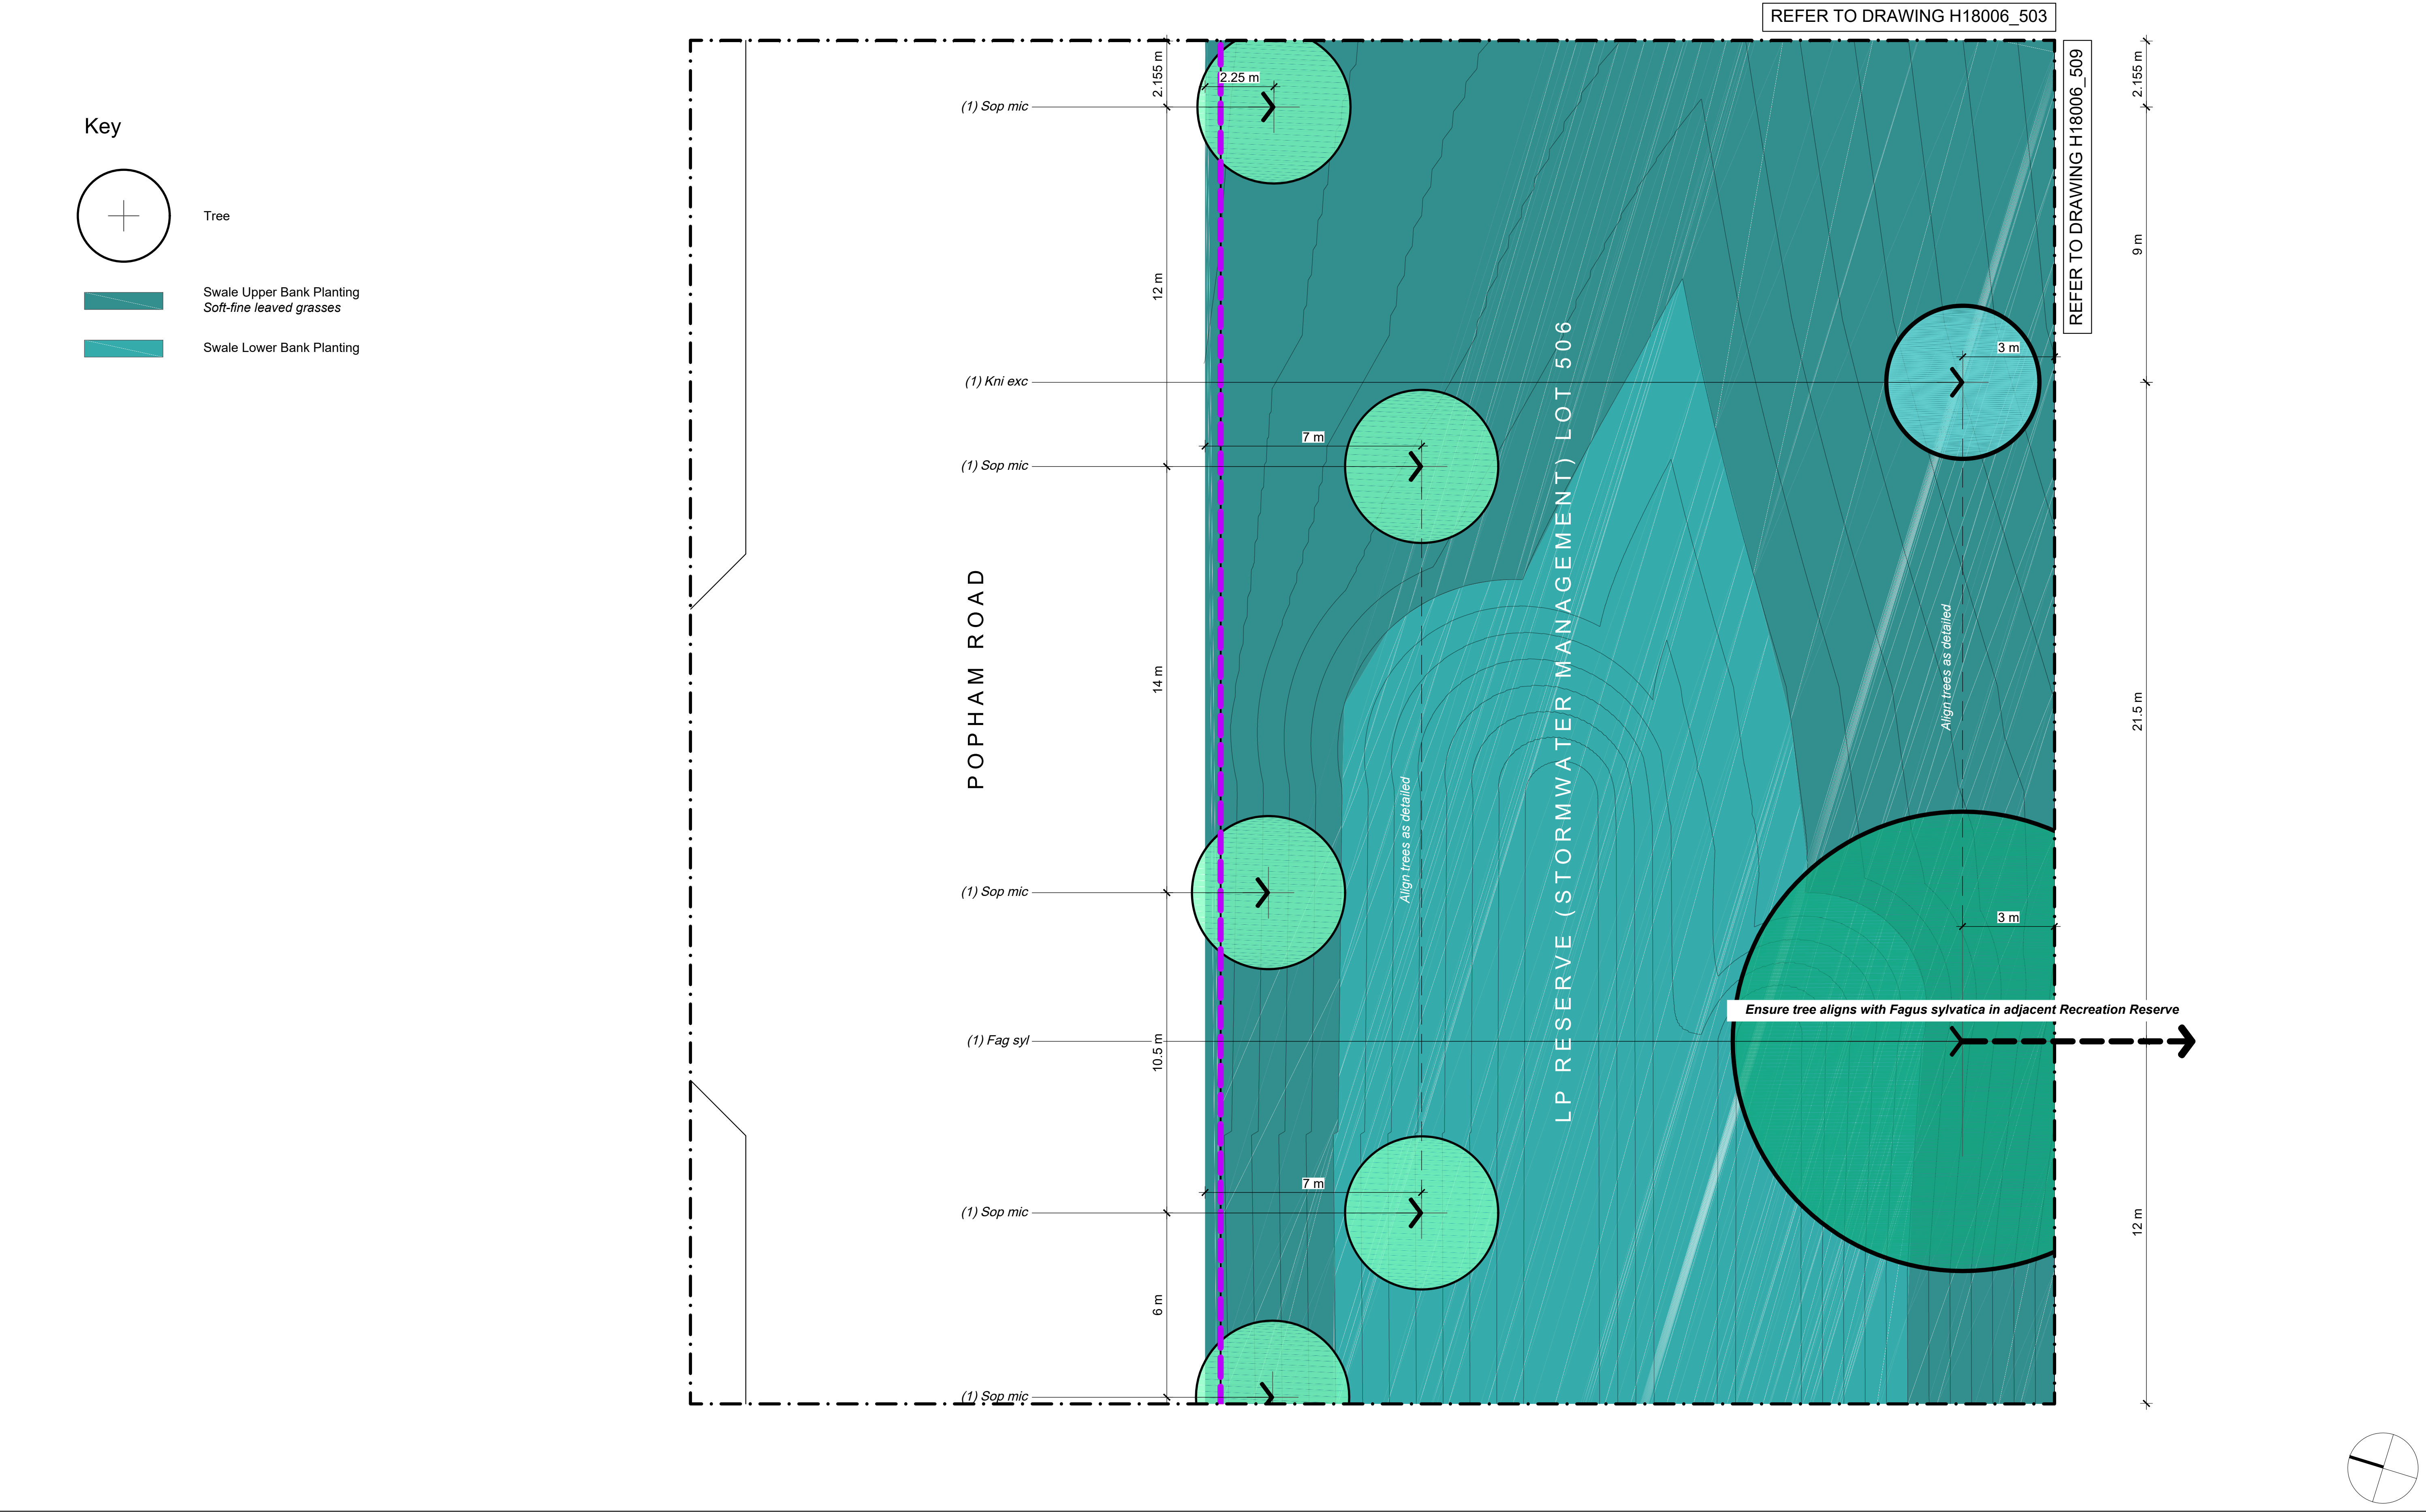 REFER TO DRAWING H18006_503
REFER TO DRAWING H18006_509
Key
Tree
Swale Upper Bank Planting
Soft-fine leaved grasses
Swale Lower Bank Planting
2.155 m
2.25 m
2.155 m
(1) Sop mic
12 m
9 m
(1) Kni exc
3 m
7 m
(1) Sop mic
POPHAM ROAD
LP RESERVE (STORMWATER MANAGEMENT) LOT 506
Align trees as detailed
Align trees as detailed
14 m
21.5 m
(1) Sop mic
3 m
Ensure tree aligns with Fagus sylvatica in adjacent Recreation Reserve
(1) Fag syl
10.5 m
7 m
(1) Sop mic
12 m
6 m
(1) Sop mic